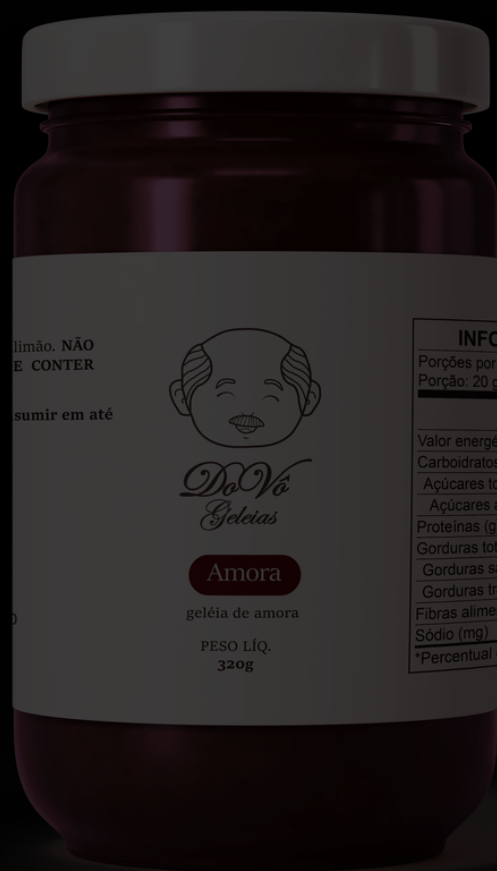 limão. NÃO
E CONTER
sumir em até
DoVô
Geleias
Amora
geléia de amora
PESO LÍQ.
320g
INFO
Porções por
Porção: 20 g
Valor energé
Carboidratos
Açúcares to
Açúcares a
Proteínas (g
Gorduras tot
Gorduras sa
Gorduras tr
Fibras alime
Sódio (mg)
*Percentual